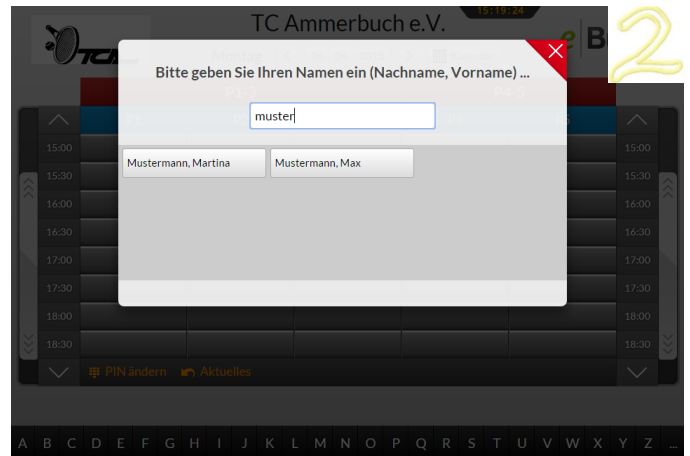 TC Ammerbuch e.V.
15:19:24
2
e B
TCA
Montag
Bitte geben Sie Ihren Namen ein (Nachname, Vorname) ...
muster
Mustermann, Martina Mustermann, Max
15:00 15:00
15:30 15:30
16:00 16:00
16:30 16:30
17:00 17:00
17:30 17:30
18:00 18:00
18:30 18:30
PIN ändern Aktuelles
A B C D E F G H I J K L M N O P Q R S T U V W X Y Z ...